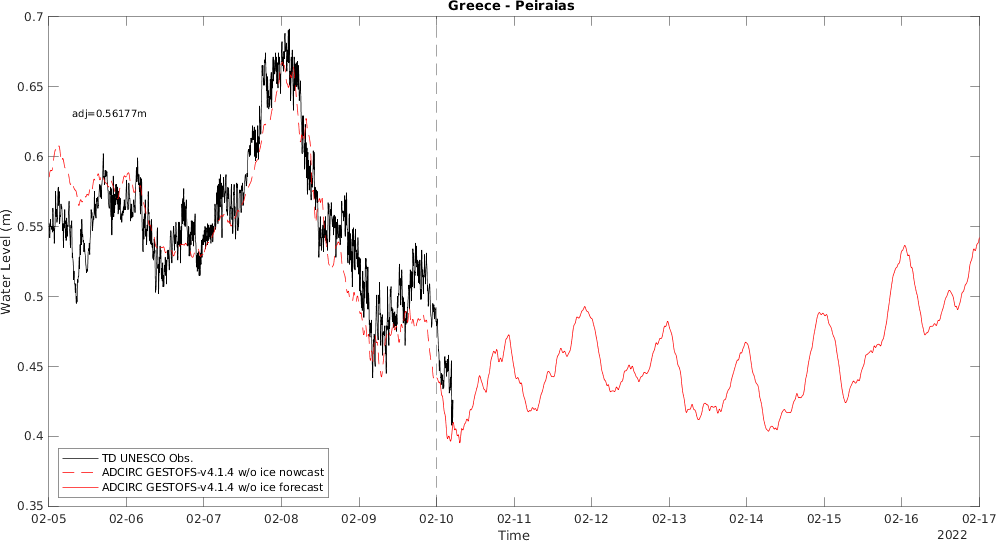 Greece - Peiraias
0.7
0.65
0.6
0.55
0.5
0.45
0.4
0.35
Water Level (m)
adj=0.56177m
TD UNESCO Obs.
ADCIRC GESTOFS-v4.1.4 w/o ice nowcast
ADCIRC GESTOFS-v4.1.4 w/o ice forecast
02-05 02-06 02-07 02-08 02-09 02-10 02-11 02-12 02-13 02-14 02-15 02-16 02-17
Time
2022